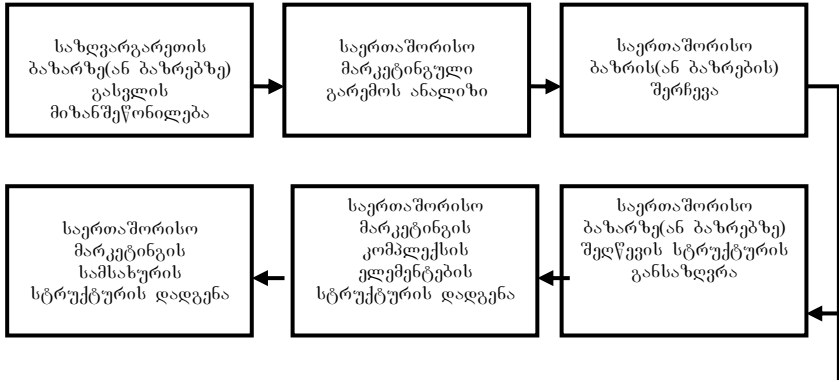 საზღვარგარეთის
ბაზარზე(ან ბაზრებზე)
გასვლის
მიზანშეწონილება
საერთაშორისო
მარკეტინგული
გარემოს ანალიზი
საერთაშორისო
ბაზრის(ან ბაზრების)
შერჩევა
საერთაშორისო
ბაზარზე(ან ბაზრებზე)
შეღწევის სტრუქტურის
განსაზღვრა
საერთაშორისო
მარკეტინგის
კომპლექსის
ელემენტების
სტრუქტურის დადგენა
საერთაშორისო
მარკეტინგის
სამსახურის
სტრუქტურის დადგენა